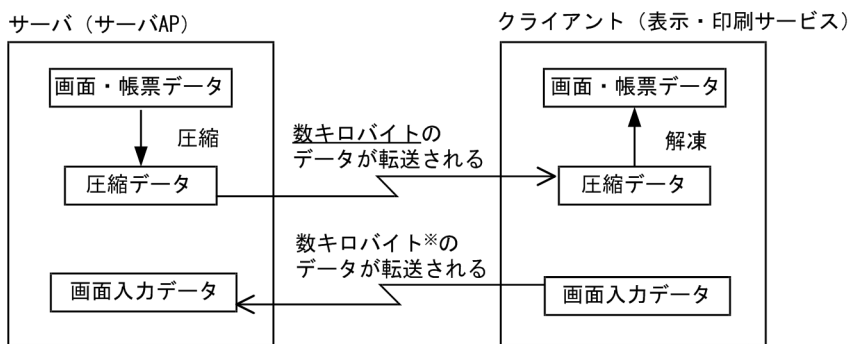 サーバ（サーバAP）
クライアント（表示・印刷サービス）
画面・帳票データ
画面・帳票データ
圧縮
数キロバイトの
データが転送される
解凍
圧縮データ
圧縮データ
数キロバイト※の
データが転送される
画面入力データ
画面入力データ